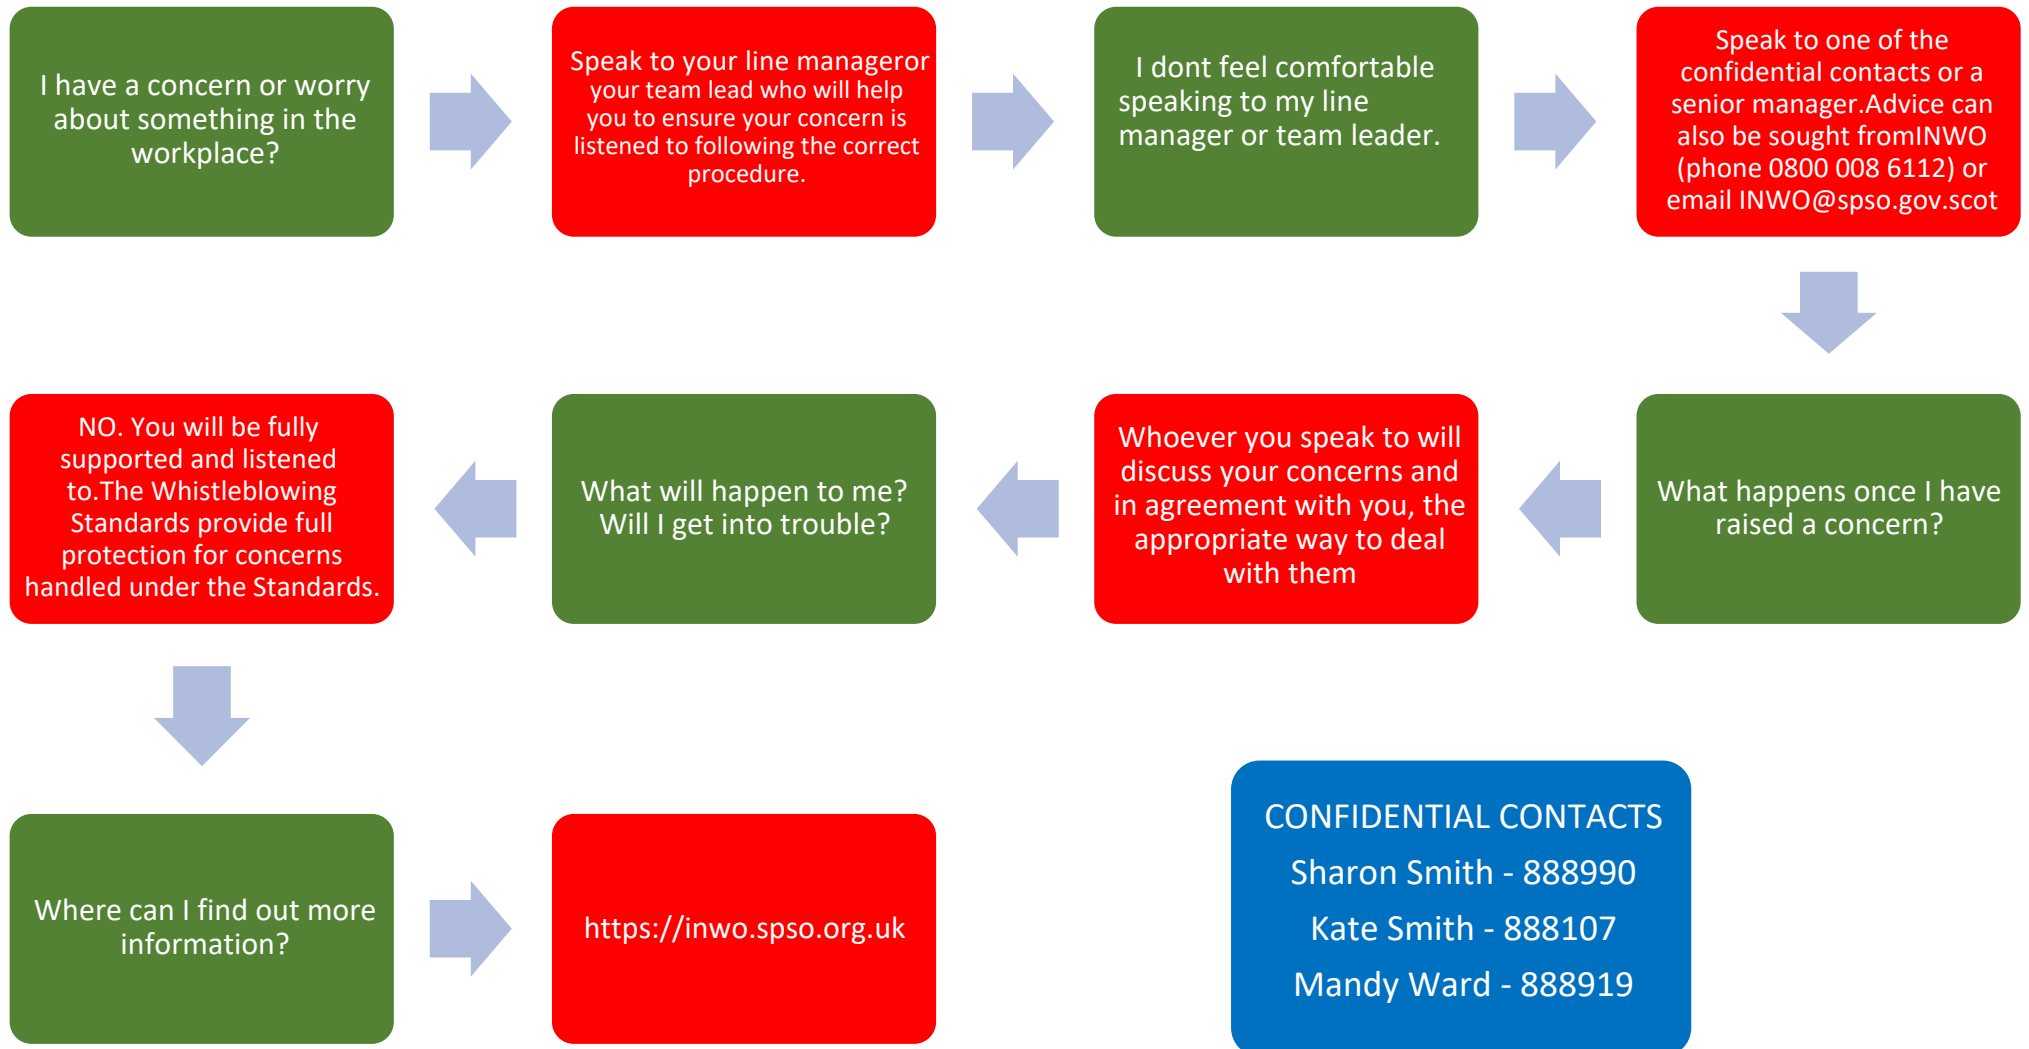 I have a concern or worry
about something in the
workplace?
Speak to your line manageror
your team lead who will help
you to ensure your concern is
listened to following the correct
procedure.
I dont feel comfortable
speaking to my line
manager or team leader.
Speak to one of the
confidential contacts or a
senior manager.Advice can
also be sought fromINWO
(phone 0800 008 6112) or
email INWO@spso.gov.scot
What happens once I have
raised a concern?
Whoever you speak to will
discuss your concerns and
in agreement with you, the
appropriate way to deal
with them
What will happen to me?
Will I get into trouble?
NO. You will be fully
supported and listened
to.The Whistleblowing
Standards provide full
protection for concerns
handled under the Standards.
Where can I find out more
information?
https://inwo.spso.org.uk
CONFIDENTIAL CONTACTS
Sharon Smith - 888990
Kate Smith - 888107
Mandy Ward - 888919